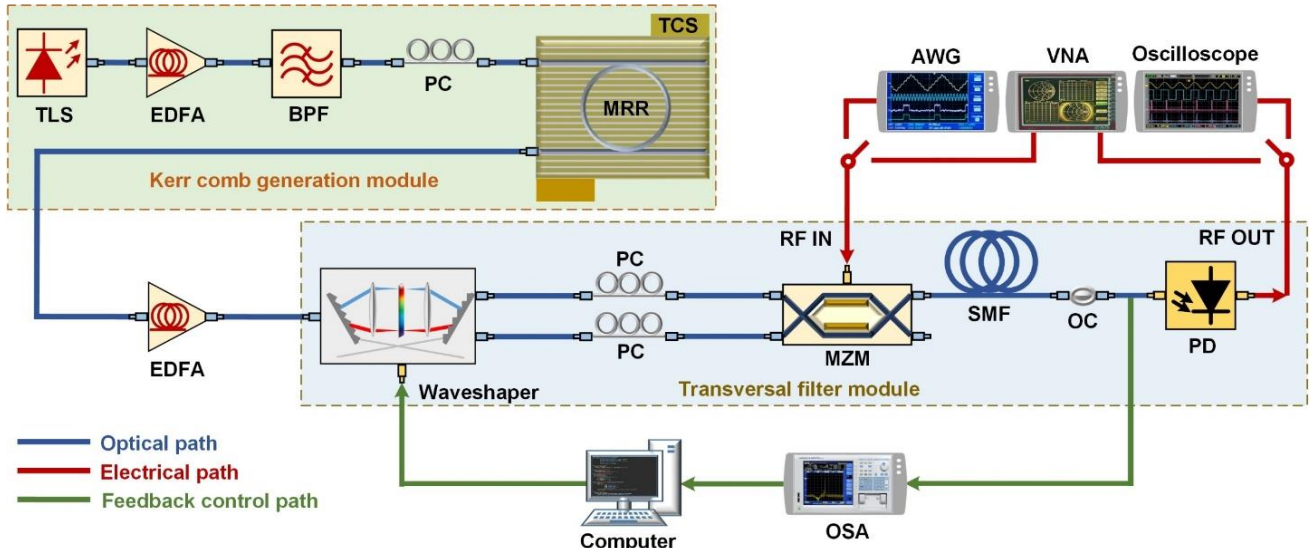 TCS
AWG
VNA
Oscilloscope
PC
MRR
TLS
EDFA
BPF
Kerr comb generation module
RF IN
RF OUT
PC
SMF
OC
PC
MZM
PD
EDFA
Waveshaper
Transversal filter module
Optical path
Electrical path
Feedback control path
OSA
Computer